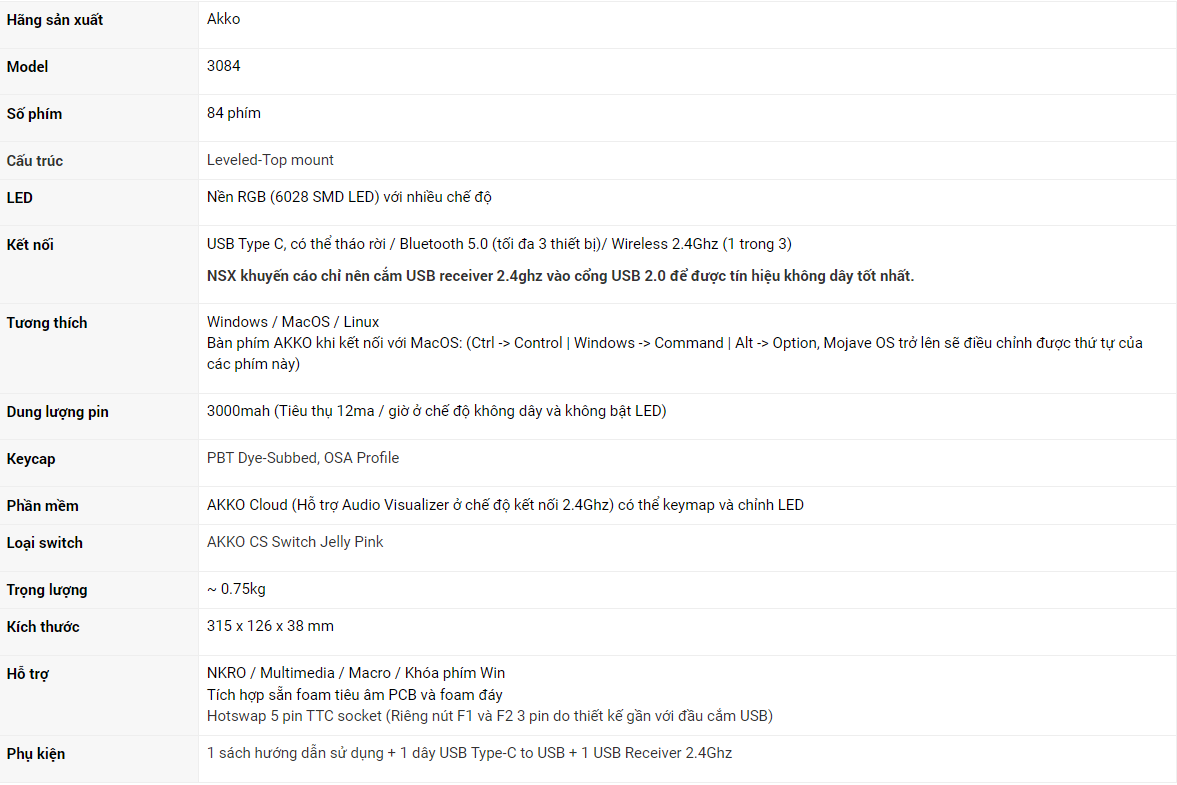 Hãng sản xuất
Akko
Model
3084
Số phím
84 phím
Cấu trúc
Leveled-Top mount
LED
Nền RGB (6028 SMD LED) với nhiều chế độ
Kết nối
USB Type C, có thể tháo rời / Bluetooth 5.0 (tối đa 3 thiết bị)/ Wireless 2.4Ghz (1 trong 3)
NSX khuyến cáo chỉ nên cắm USB receiver 2.4ghz vào cổng USB 2.0 để được tín hiệu không dây tốt nhất.
Tương thích
Windows / MacOS / Linux
Bàn phím AKKO khi kết nối với MacOS: (Ctrl -> Control | Windows -> Command | Alt -> Option, Mojave OS trở lên sẽ điều chỉnh được thứ tự của
các phím này)
Dung lượng pin
3000mah (Tiêu thụ 12ma / giờ ở chế độ không dây và không bật LED)
Keycap
PBT Dye-Subbed, OSA Profile
Phần mềm
AKKO Cloud (Hỗ trợ Audio Visualizer ở chế độ kết nối 2.4Ghz) có thể keymap và chỉnh LED
Loại switch
AKKO CS Switch Jelly Pink
Trọng lượng
~ 0.75kg
Kích thước
315 x 126 x 38 mm
Hỗ trợ
NKRO / Multimedia / Macro / Khóa phím Win
Tích hợp sẵn foam tiêu âm PCB và foam đáy
Hotswap 5 pin TTC socket (Riêng nút F1 và F2 3 pin do thiết kế gần với đầu cắm USB)
Phụ kiện
1 sách hướng dẫn sử dụng + 1 dây USB Type-C to USB + 1 USB Receiver 2.4Ghz